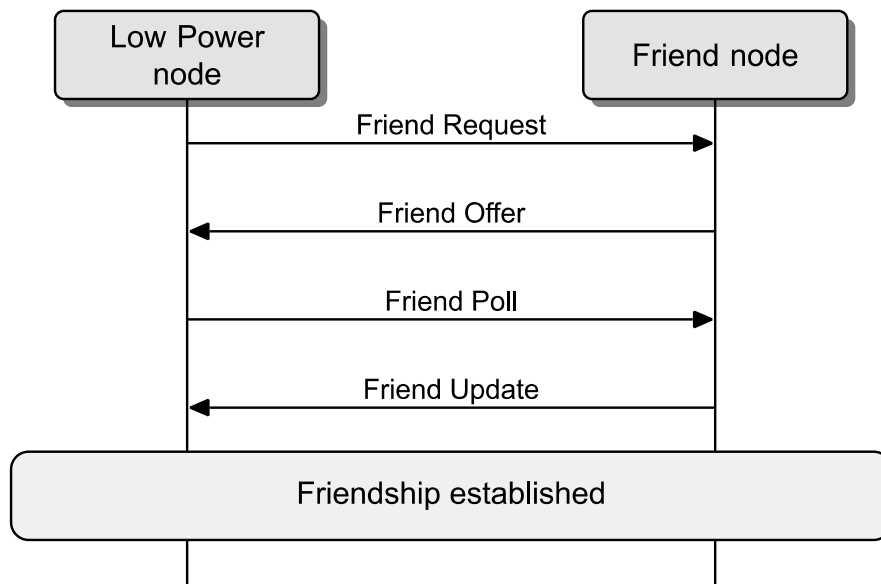 Low Power
node
Friend node
Friend Request
Friend Offer
Friend Poll
Friend Update
Friendship established